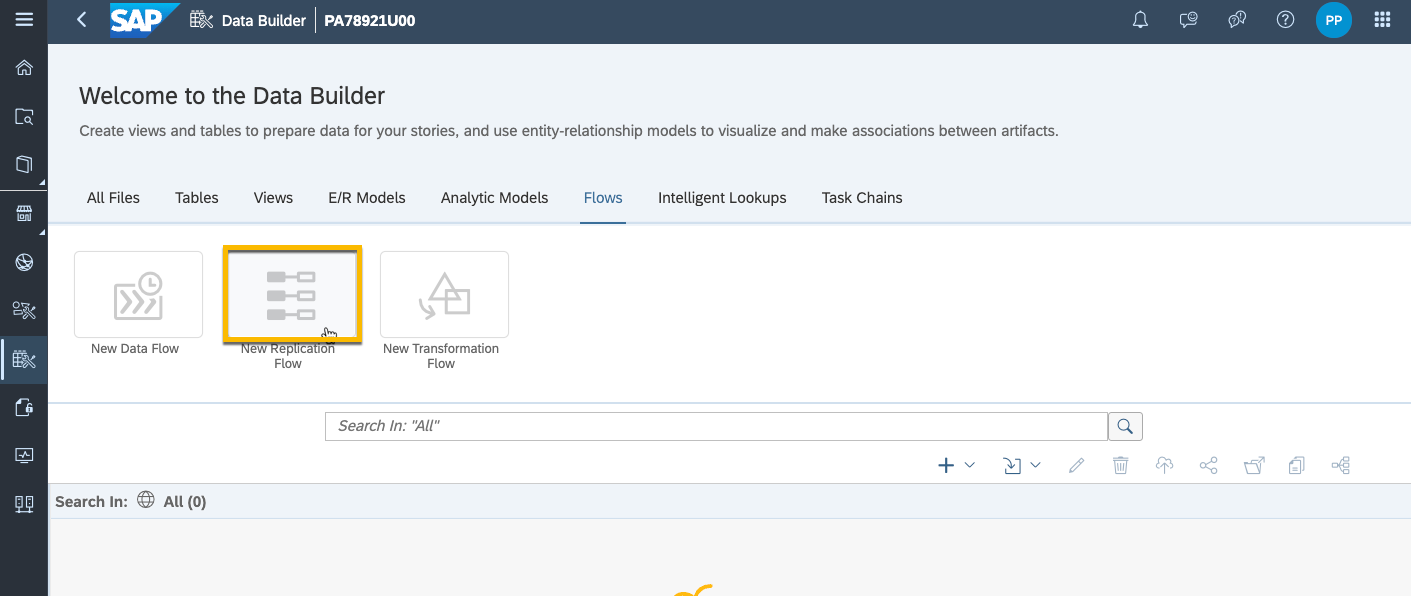 SAP Data Builder PA78921U00 PP
Welcome to the Data Builder
Create views and tables to prepare data for your stories, and use entity-relationship models to visualize and make associations between artifacts.
All Files Tables Views E/R Models Analytic Models Flows Intelligent Lookups Task Chains
New Data Flow
New Replication
Flow
New Transformation
Flow
Search In: "All"
Search In: All (0)